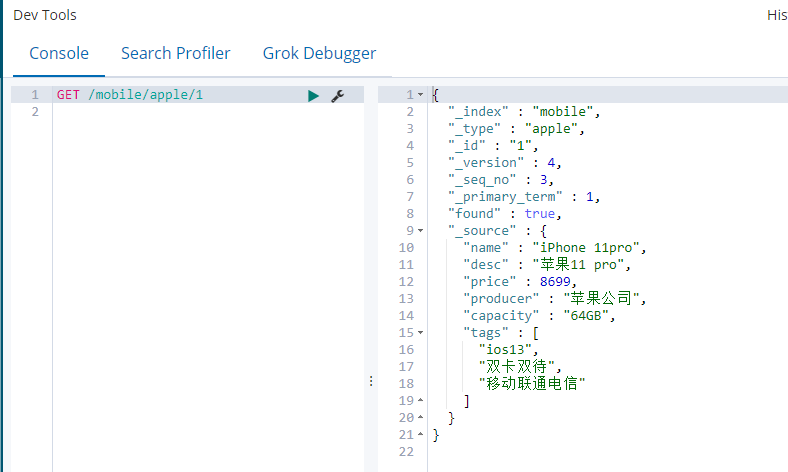 Dev Tools
His
Console Search Profiler Grok Debugger
1 GET /mobile/apple/1
2
1 {
2 "_index" : "mobile",
3 "_type" : "apple",
4 "_id" : "1",
5 "_version" : 4,
6 "_seq_no" : 3,
7 "_primary_term" : 1,
8 "found" : true,
9 "_source" : {
10 "name" : "iPhone 11pro",
11 "desc" : "苹果11 pro",
12 "price" : 8699,
13 "producer" : "苹果公司",
14 "capacity" : "64GB",
15 "tags" : [
16 "ios13",
17 "双卡双待",
18 "移动联通电信"
19 ]
20 }
21 }
22